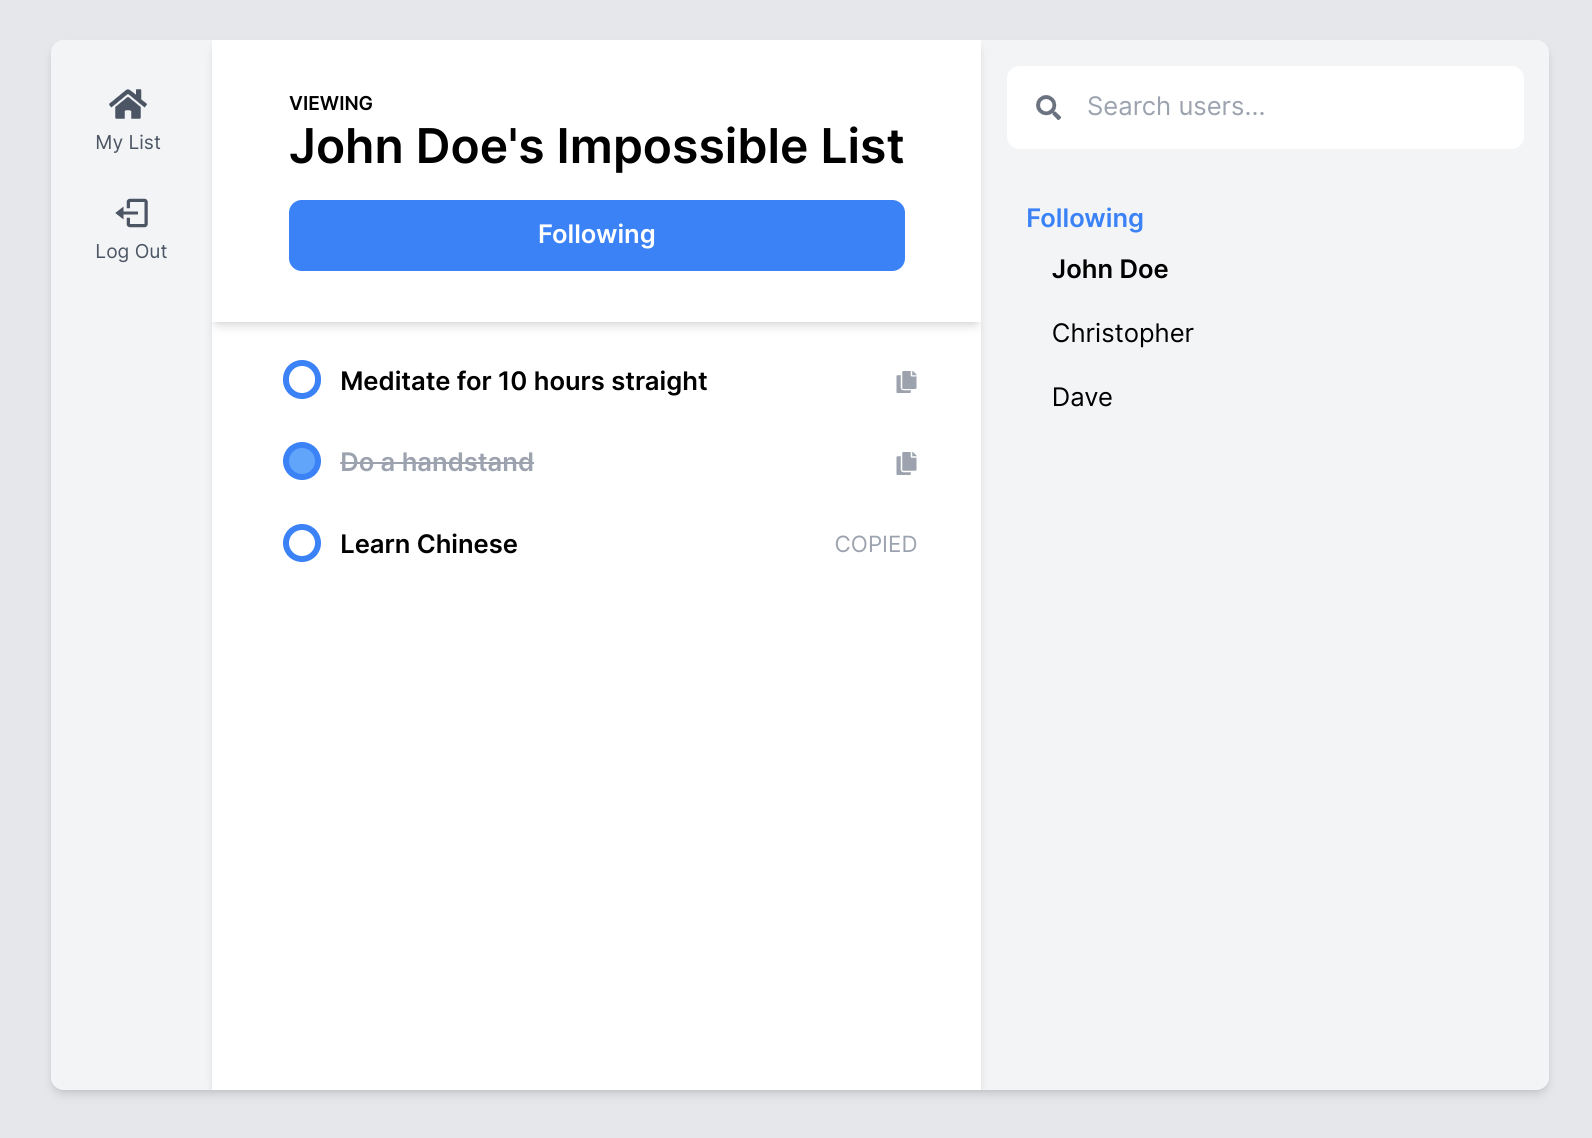 My List
Log Out
VIEWING
John Doe's Impossible List
Following
Meditate for 10 hours straight
Do a handstand
Learn Chinese
COPIED
Search users...
Following
John Doe
Christopher
Dave